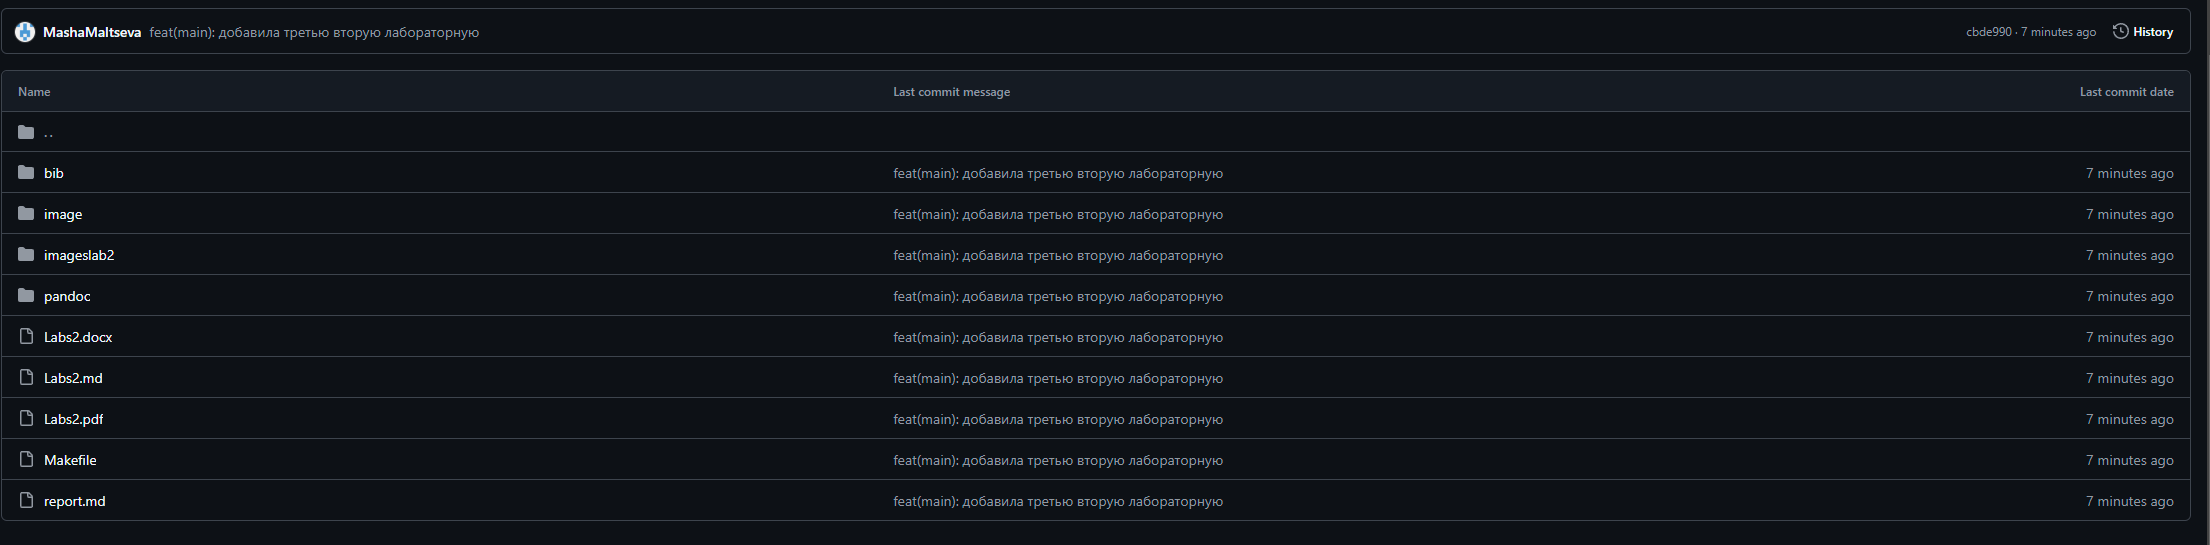 MashaMaltseva feat(main): добавила третью вторую лабораторную cbde990 · 7 minutes ago History
Name Last commit message Last commit date
..
bib feat(main): добавила третью вторую лабораторную 7 minutes ago
image feat(main): добавила третью вторую лабораторную 7 minutes ago
imageslab2 feat(main): добавила третью вторую лабораторную 7 minutes ago
pandoc feat(main): добавила третью вторую лабораторную 7 minutes ago
Labs2.docx feat(main): добавила третью вторую лабораторную 7 minutes ago
Labs2.md feat(main): добавила третью вторую лабораторную 7 minutes ago
Labs2.pdf feat(main): добавила третью вторую лабораторную 7 minutes ago
Makefile feat(main): добавила третью вторую лабораторную 7 minutes ago
report.md feat(main): добавила третью вторую лабораторную 7 minutes ago